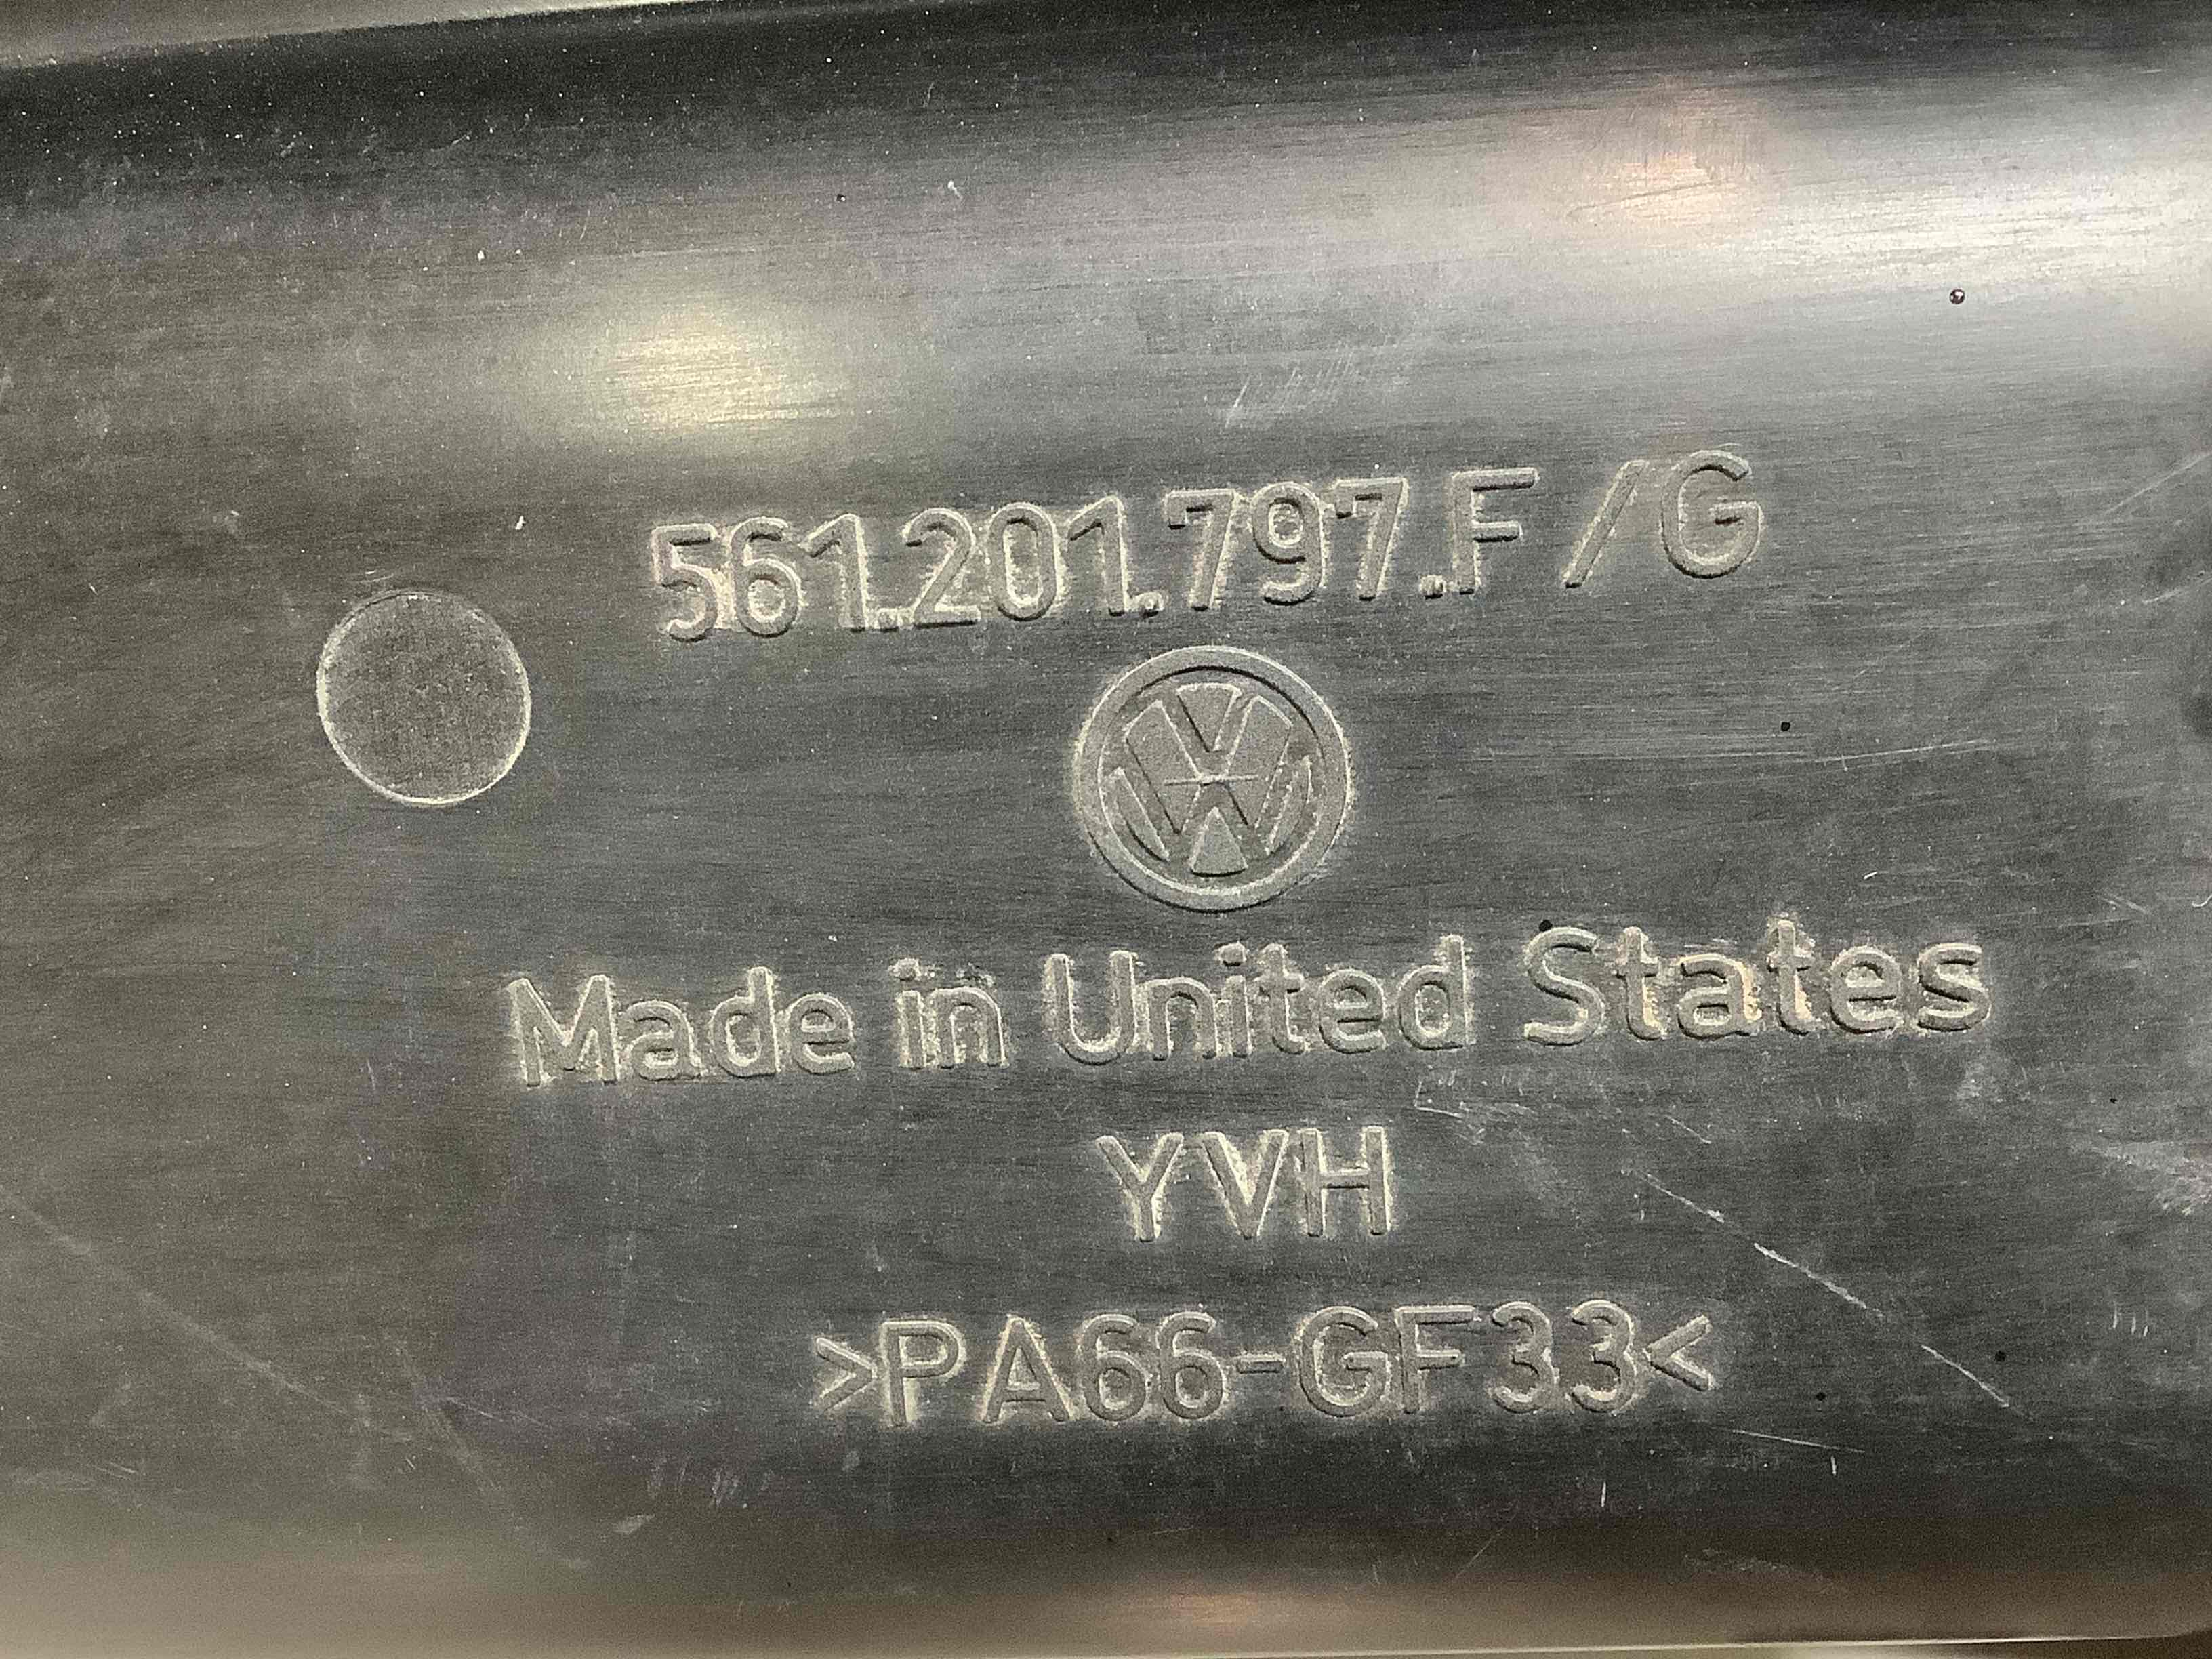 561.201.797.F /G
Made in United States
YVH
>PA66-GF33<